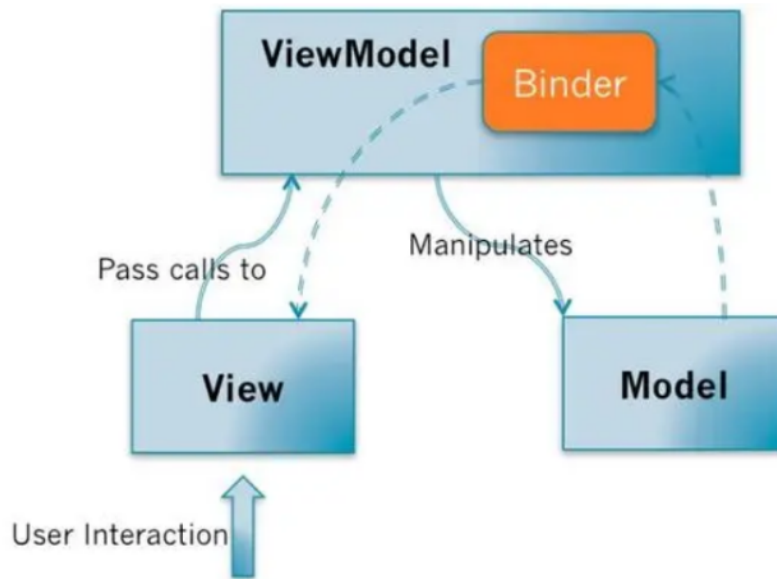 ViewModel
Binder
Pass calls to
Manipulates
View
Model
User Interaction